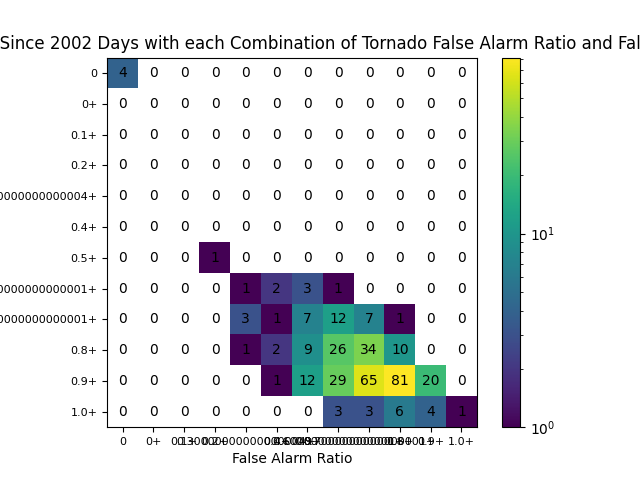 Since 2002 Days with each Combination of Tornado False Alarm Ratio and Fal
0 4 0 0 0 0 0 0 0 0 0 0 0
0+ 0 0 0 0 0 0 0 0 0 0 0 0
0.1+ 0 0 0 0 0 0 0 0 0 0 0 0
0.2+ 0 0 0 0 0 0 0 0 0 0 0 0
0000000000004+ 0 0 0 0 0 0 0 0 0 0 0 0
0.4+ 0 0 0 0 0 0 0 0 0 0 0 0
0.5+ 0 0 0 1 0 0 0 0 0 0 0 0
0000000000001+ 0 0 0 0 1 2 3 1 0 0 0 0
0000000000001+ 0 0 0 0 3 1 7 12 7 1 0 0
0.8+ 0 0 0 0 1 2 9 26 34 10 0 0
0.9+ 0 0 0 0 0 1 12 29 65 81 20 0
1.0+ 0 0 0 0 0 0 0 3 3 6 4 1
0 0+ 0.9+ 1.0+
False Alarm Ratio
10¹
10⁰